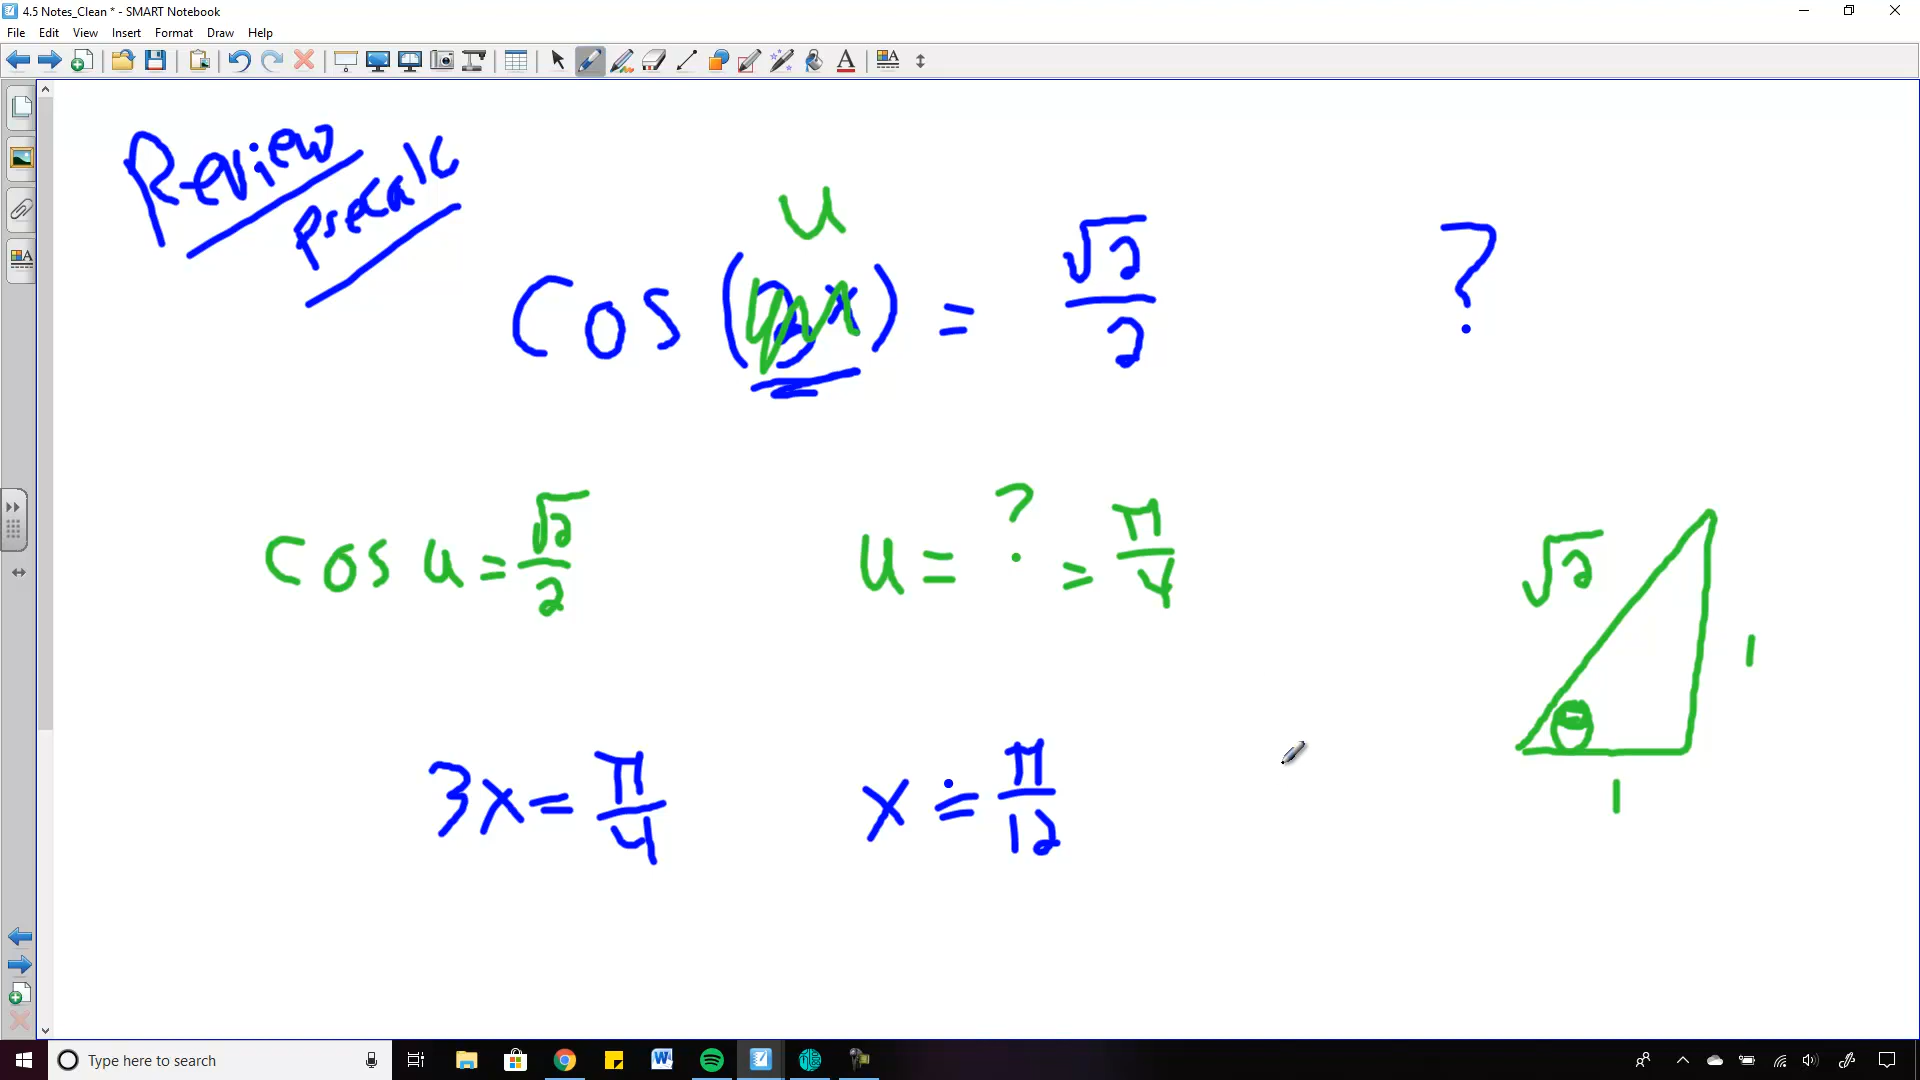 4.5 Notes_Clean * - SMART Notebook
File Edit View Insert Format Draw Help
Review
precalc
u
cos (3x) = √2/2 ?
cos u = √2/2 u = ? = π/4
√2
1
θ
1
3x = π/4 x = π/12
Type here to search